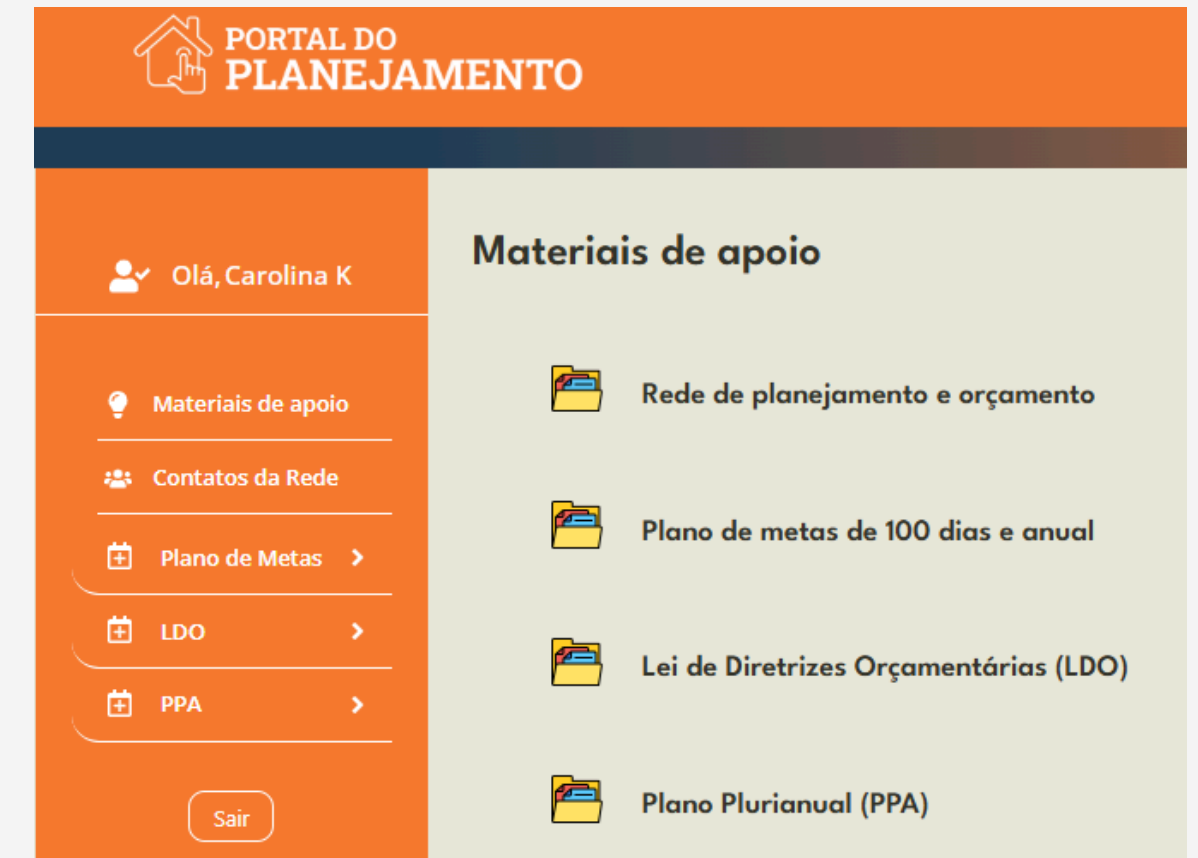 PORTAL DO
PLANEJAMENTO
Olá, Carolina K
Materiais de apoio
Contatos da Rede
Plano de Metas
LDO
PPA
Sair
Materiais de apoio
Rede de planejamento e orçamento
Plano de metas de 100 dias e anual
Lei de Diretrizes Orçamentárias (LDO)
Plano Plurianual (PPA)